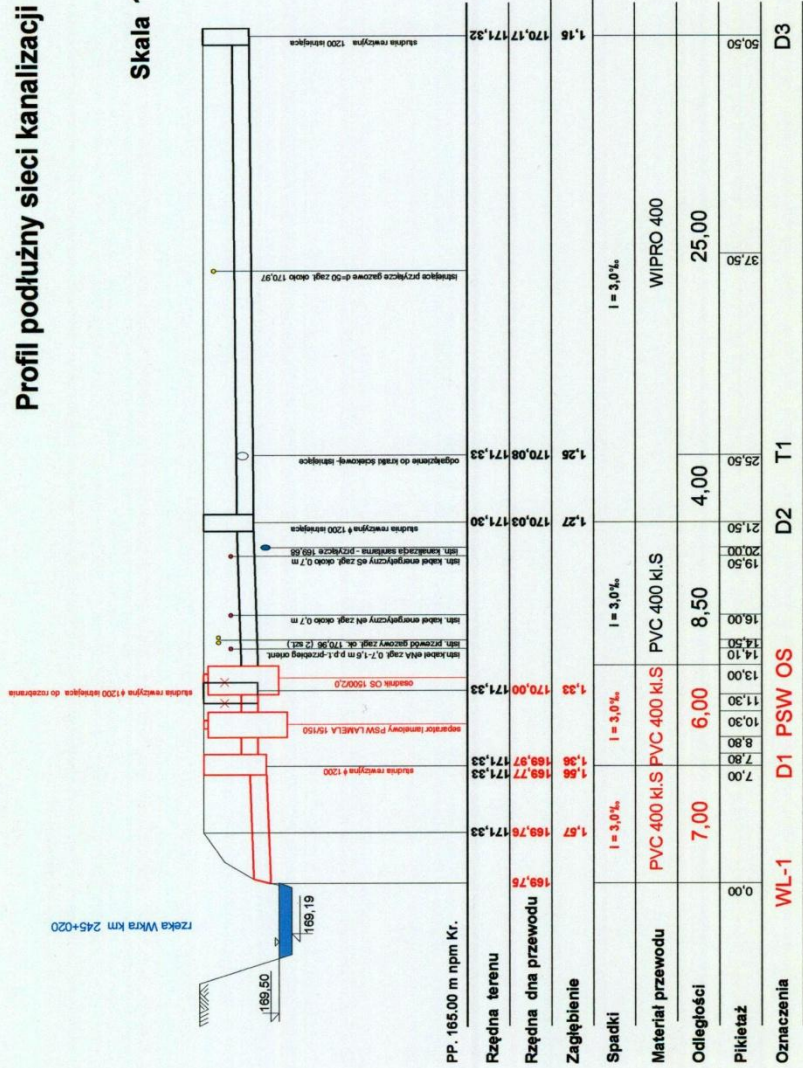 Profil podłużny sieci kanalizacji
Skala
rzeka Wkra km 245+020
169,50
169,19
studnia rewizyjna ϕ 1200 istniejąca do rozebrania
studnia rewizyjna ϕ 1200
separator lamelowy PSW LAMELA 15/150
osadnik OS 1500/2,0
istn.kabel eNA zagł. 0,7-1,6 m p.p.t.-przebieg orient.
istn. przewód gazowy zagł. ok. 170,96 (2 szt.)
istn. kabel energetyczny eN zagł. około 0,7 m
istn. kabel energetyczny eS zagł. około 0,7 m
istn. kanalizacja sanitarna - przyłącze 169,68
studnia rewizyjna ϕ 1200 istniejąca
odgałęzienie do kratki ściekowej- istniejące
istniejące przyłącze gazowe d=50 zagł. około 170,97
studnia rewizyjna 1200 istniejąca
PP. 165.00 m npm Kr.
Rzędna terenu 171,33 171,33 171,33 171,33 171,30 171,33 171,32
Rzędna dna przewodu 169,75 169,76 169,77 169,97 170,00 170,03 170,08 170,17
Zagłębienie 1,57 1,56 1,36 1,33 1,27 1,25 1,15
Spadki I = 3,0‰ I = 3,0‰ I = 3,0‰ I = 3,0‰
Materiał przewodu PVC 400 kl.S PVC 400 kl.S PVC 400 kl.S WIPRO 400
Odległości 7,00 6,00 8,50 4,00 25,00
Pikietaż 0,00 7,00 7,80 8,80 10,30 11,30 13,00 14,10 14,50 16,00 19,50 20,00 21,50 25,50 37,50 50,50
Oznaczenia WL-1 D1 PSW OS D2 T1 D3